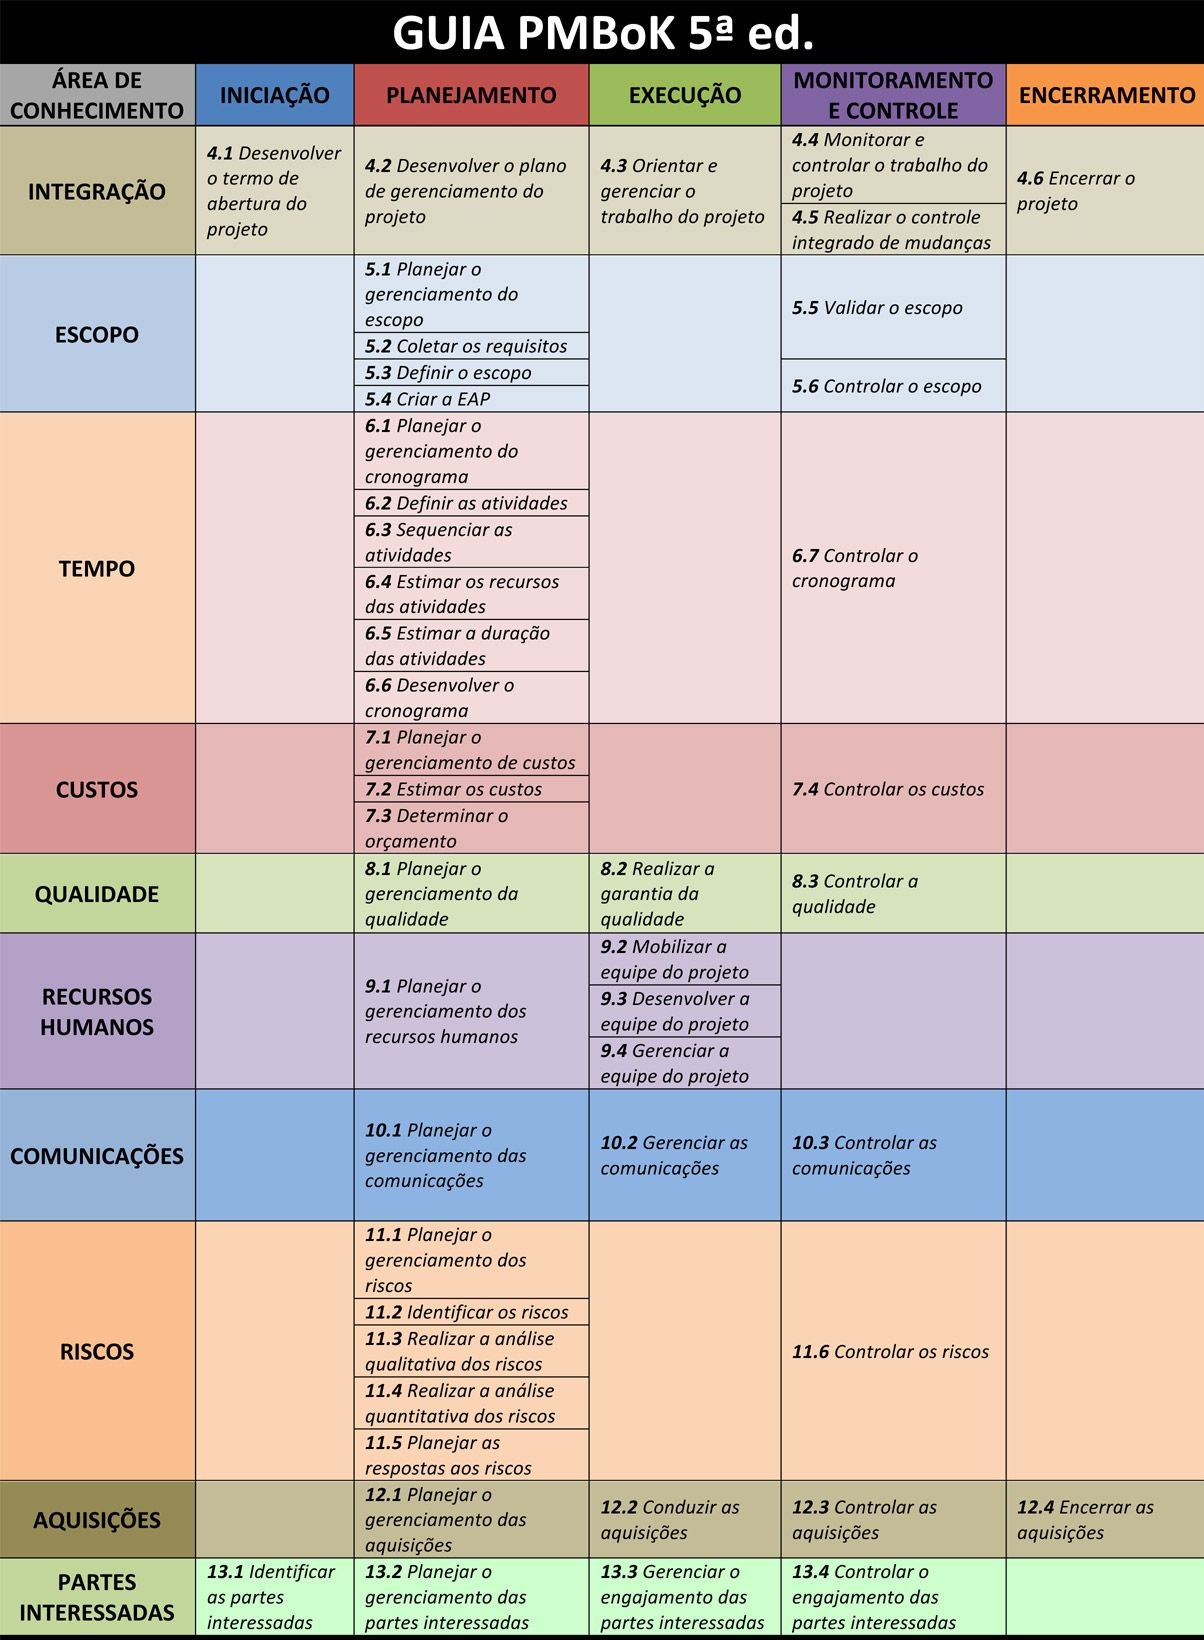 GUIA PMBoK 5ª ed.
ÁREA DE
CONHECIMENTO
INICIAÇÃO
PLANEJAMENTO
EXECUÇÃO
MONITORAMENTO
E CONTROLE
ENCERRAMENTO
INTEGRAÇÃO
4.1 Desenvolver
o termo de
abertura do
projeto
4.2 Desenvolver o plano
de gerenciamento do
projeto
4.3 Orientar e
gerenciar o
trabalho do projeto
4.4 Monitorar e
controlar o trabalho do
projeto
4.5 Realizar o controle
integrado de mudanças
4.6 Encerrar o
projeto
ESCOPO
5.1 Planejar o
gerenciamento do
escopo
5.2 Coletar os requisitos
5.3 Definir o escopo
5.4 Criar a EAP
5.5 Validar o escopo
5.6 Controlar o escopo
TEMPO
6.1 Planejar o
gerenciamento do
cronograma
6.2 Definir as atividades
6.3 Sequenciar as
atividades
6.4 Estimar os recursos
das atividades
6.5 Estimar a duração
das atividades
6.6 Desenvolver o
cronograma
6.7 Controlar o
cronograma
CUSTOS
7.1 Planejar o
gerenciamento de custos
7.2 Estimar os custos
7.3 Determinar o
orçamento
7.4 Controlar os custos
QUALIDADE
8.1 Planejar o
gerenciamento da
qualidade
8.2 Realizar a
garantia da
qualidade
8.3 Controlar a
qualidade
RECURSOS
HUMANOS
9.1 Planejar o
gerenciamento dos
recursos humanos
9.2 Mobilizar a
equipe do projeto
9.3 Desenvolver a
equipe do projeto
9.4 Gerenciar a
equipe do projeto
COMUNICAÇÕES
10.1 Planejar o
gerenciamento das
comunicações
10.2 Gerenciar as
comunicações
10.3 Controlar as
comunicações
RISCOS
11.1 Planejar o
gerenciamento dos
riscos
11.2 Identificar os riscos
11.3 Realizar a análise
qualitativa dos riscos
11.4 Realizar a análise
quantitativa dos riscos
11.5 Planejar as
respostas aos riscos
11.6 Controlar os riscos
AQUISIÇÕES
12.1 Planejar o
gerenciamento das
aquisições
12.2 Conduzir as
aquisições
12.3 Controlar as
aquisições
12.4 Encerrar as
aquisições
PARTES
INTERESSADAS
13.1 Identificar
as partes
interessadas
13.2 Planejar o
gerenciamento das
partes interessadas
13.3 Gerenciar o
engajamento das
partes interessadas
13.4 Controlar o
engajamento das
partes interessadas